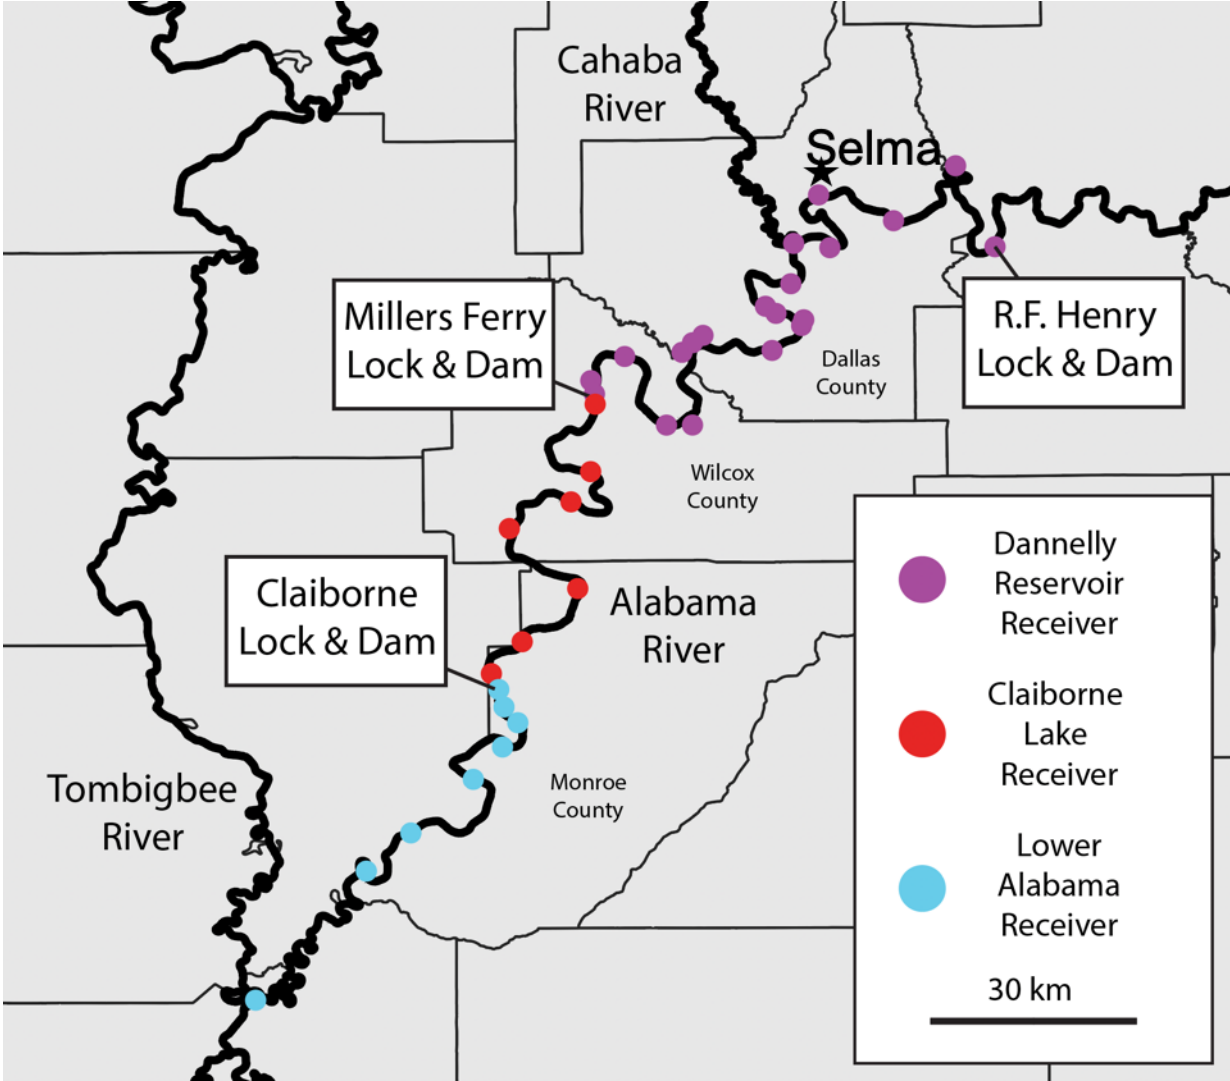 Cahaba
River
Selma
Millers Ferry
Lock & Dam
R.F. Henry
Lock & Dam
Dallas
County
Wilcox
County
Claiborne
Lock & Dam
Alabama
River
Tombigbee
River
Monroe
County
Dannelly
Reservoir
Receiver
Claiborne
Lake
Receiver
Lower
Alabama
Receiver
30 km